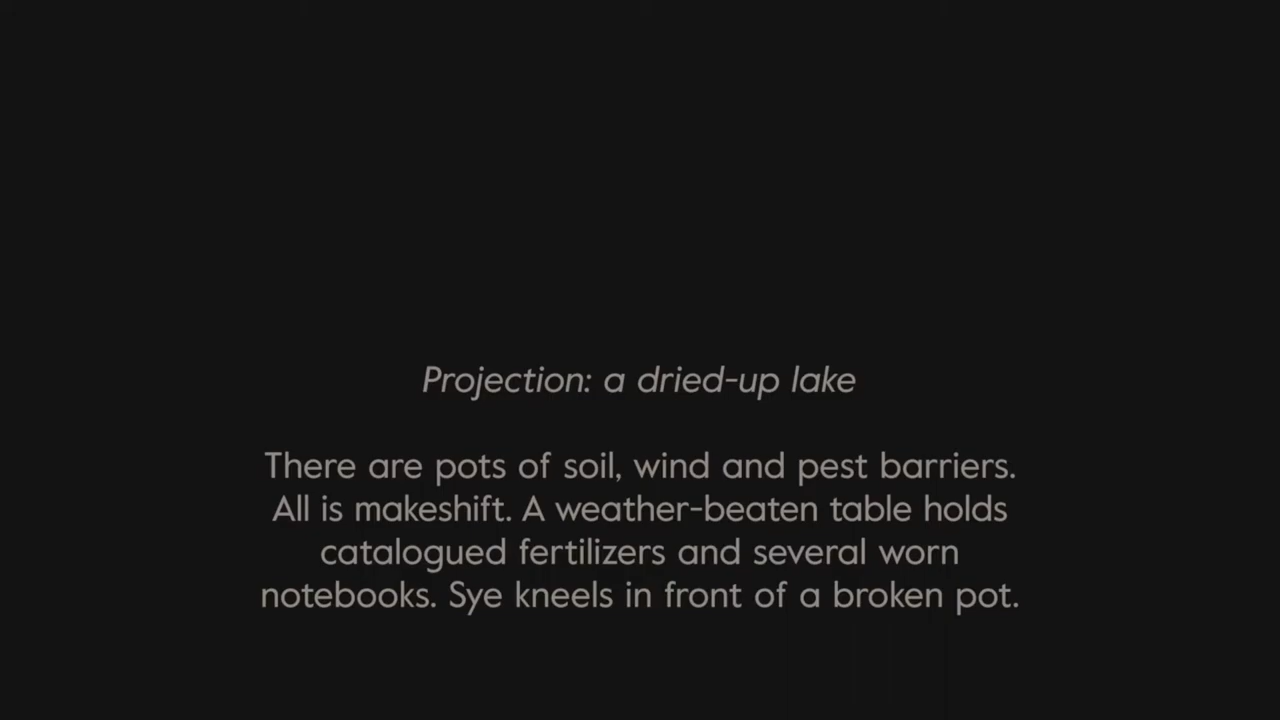 Projection: a dried-up lake
There are pots of soil, wind and pest barriers.
All is makeshift. A weather-beaten table holds
catalogued fertilizers and several worn
notebooks. Sye kneels in front of a broken pot.